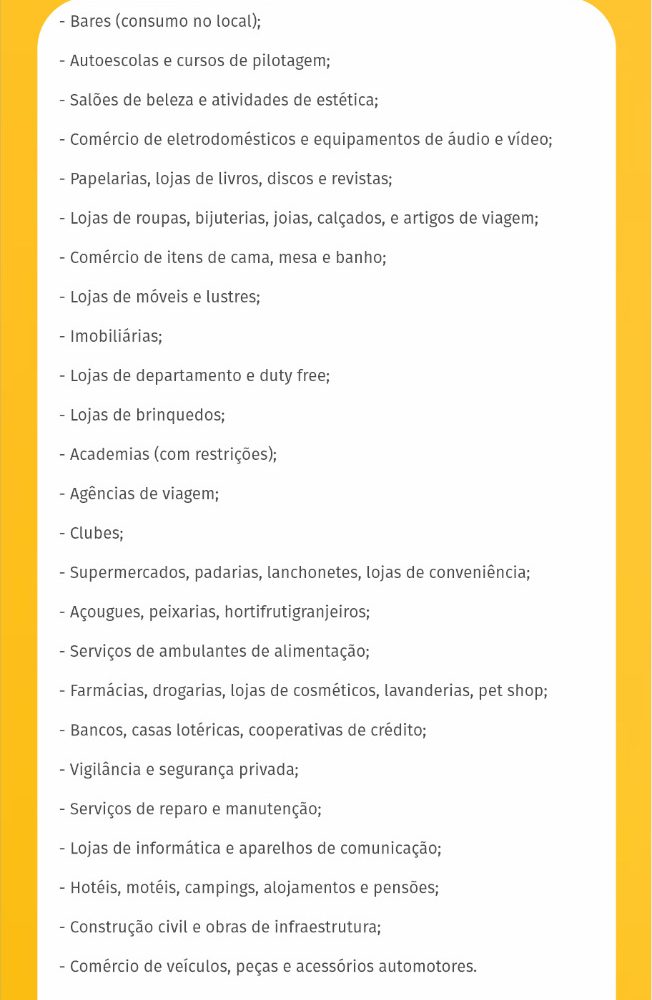 - Bares (consumo no local);
- Autoescolas e cursos de pilotagem;
- Salões de beleza e atividades de estética;
- Comércio de eletrodomésticos e equipamentos de áudio e vídeo;
- Papelarias, lojas de livros, discos e revistas;
- Lojas de roupas, bijuterias, joias, calçados, e artigos de viagem;
- Comércio de itens de cama, mesa e banho;
- Lojas de móveis e lustres;
- Imobiliárias;
- Lojas de departamento e duty free;
- Lojas de brinquedos;
- Academias (com restrições);
- Agências de viagem;
- Clubes;
- Supermercados, padarias, lanchonetes, lojas de conveniência;
- Açougues, peixarias, hortifrutigranjeiros;
- Serviços de ambulantes de alimentação;
- Farmácias, drogarias, lojas de cosméticos, lavanderias, pet shop;
- Bancos, casas lotéricas, cooperativas de crédito;
- Vigilância e segurança privada;
- Serviços de reparo e manutenção;
- Lojas de informática e aparelhos de comunicação;
- Hotéis, motéis, campings, alojamentos e pensões;
- Construção civil e obras de infraestrutura;
- Comércio de veículos, peças e acessórios automotores.